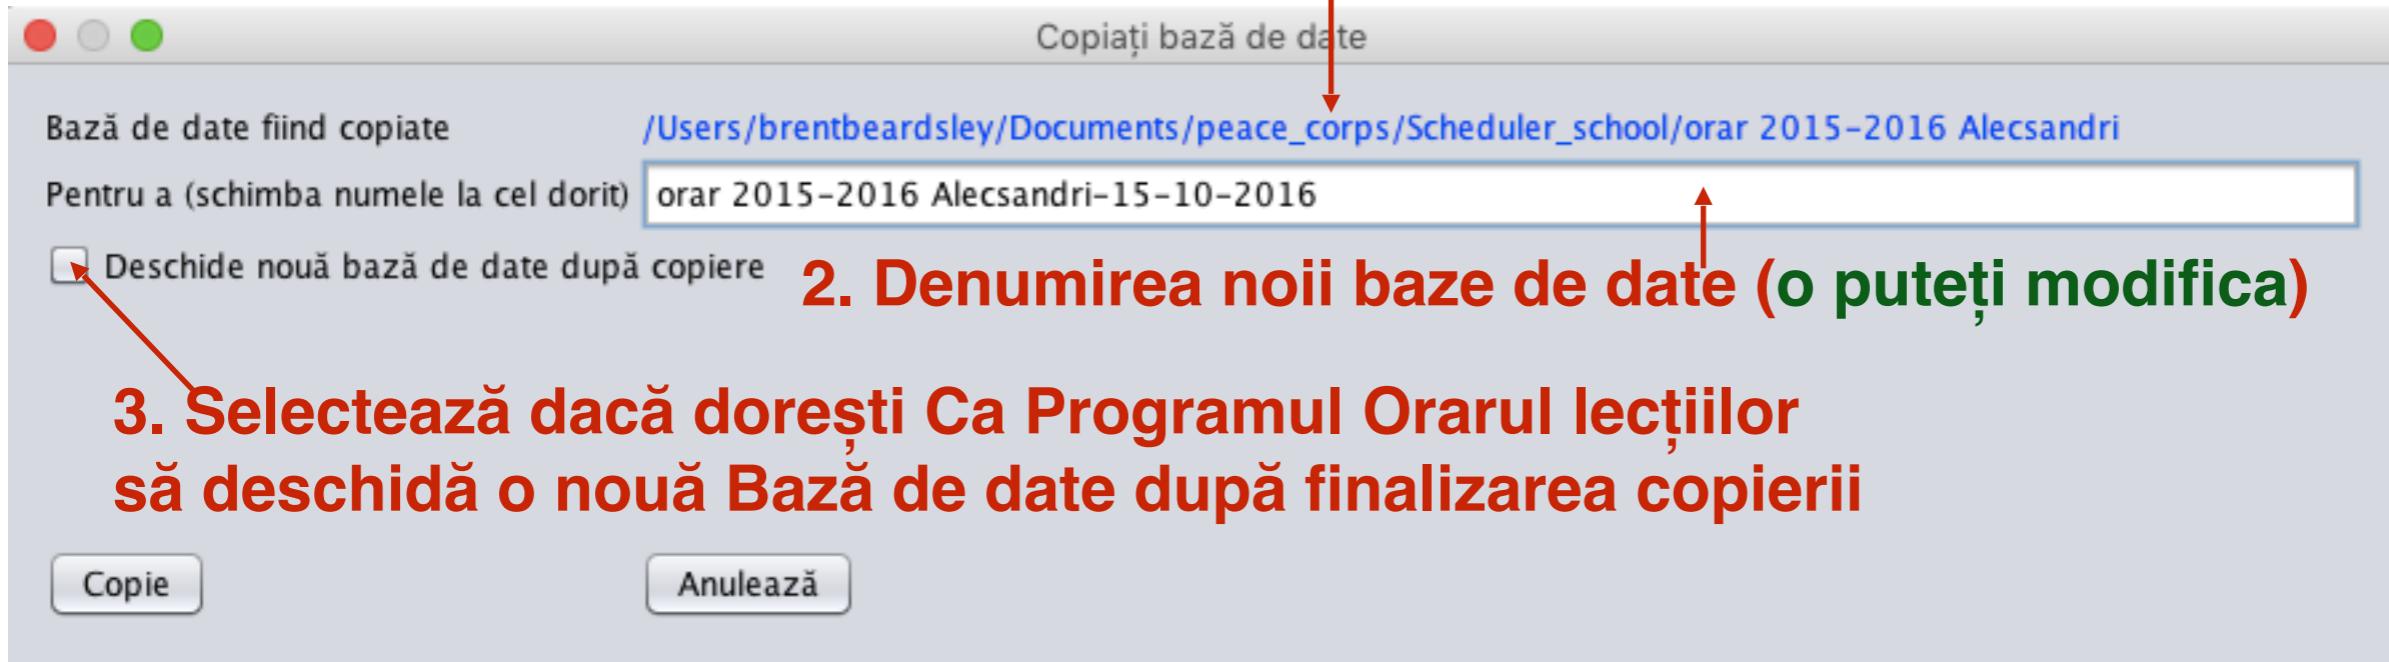 Copiați bază de date
Bază de date fiind copiate /Users/brentbeardsley/Documents/peace_corps/Scheduler_school/orar 2015-2016 Alecsandri
Pentru a (schimba numele la cel dorit) orar 2015-2016 Alecsandri-15-10-2016
Deschide nouă bază de date după copiere
2. Denumirea noii baze de date (o puteți modifica)
3. Selectează dacă dorești Ca Programul Orarul lecțiilor
să deschidă o nouă Bază de date după finalizarea copierii
Copie Anulează